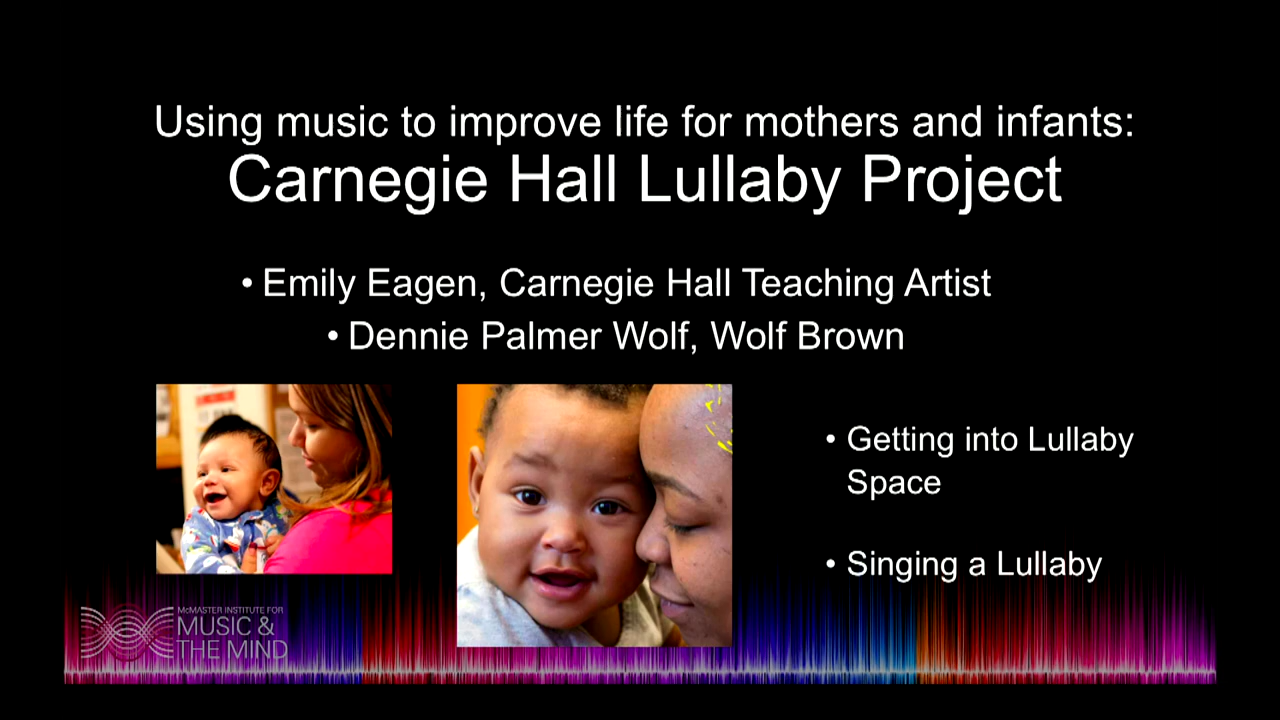 Using music to improve life for mothers and infants:
Carnegie Hall Lullaby Project
• Emily Eagen, Carnegie Hall Teaching Artist
• Dennie Palmer Wolf, Wolf Brown
• Getting into Lullaby
Space
• Singing a Lullaby
McMASTER INSTITUTE FOR
MUSIC &
THE MIND